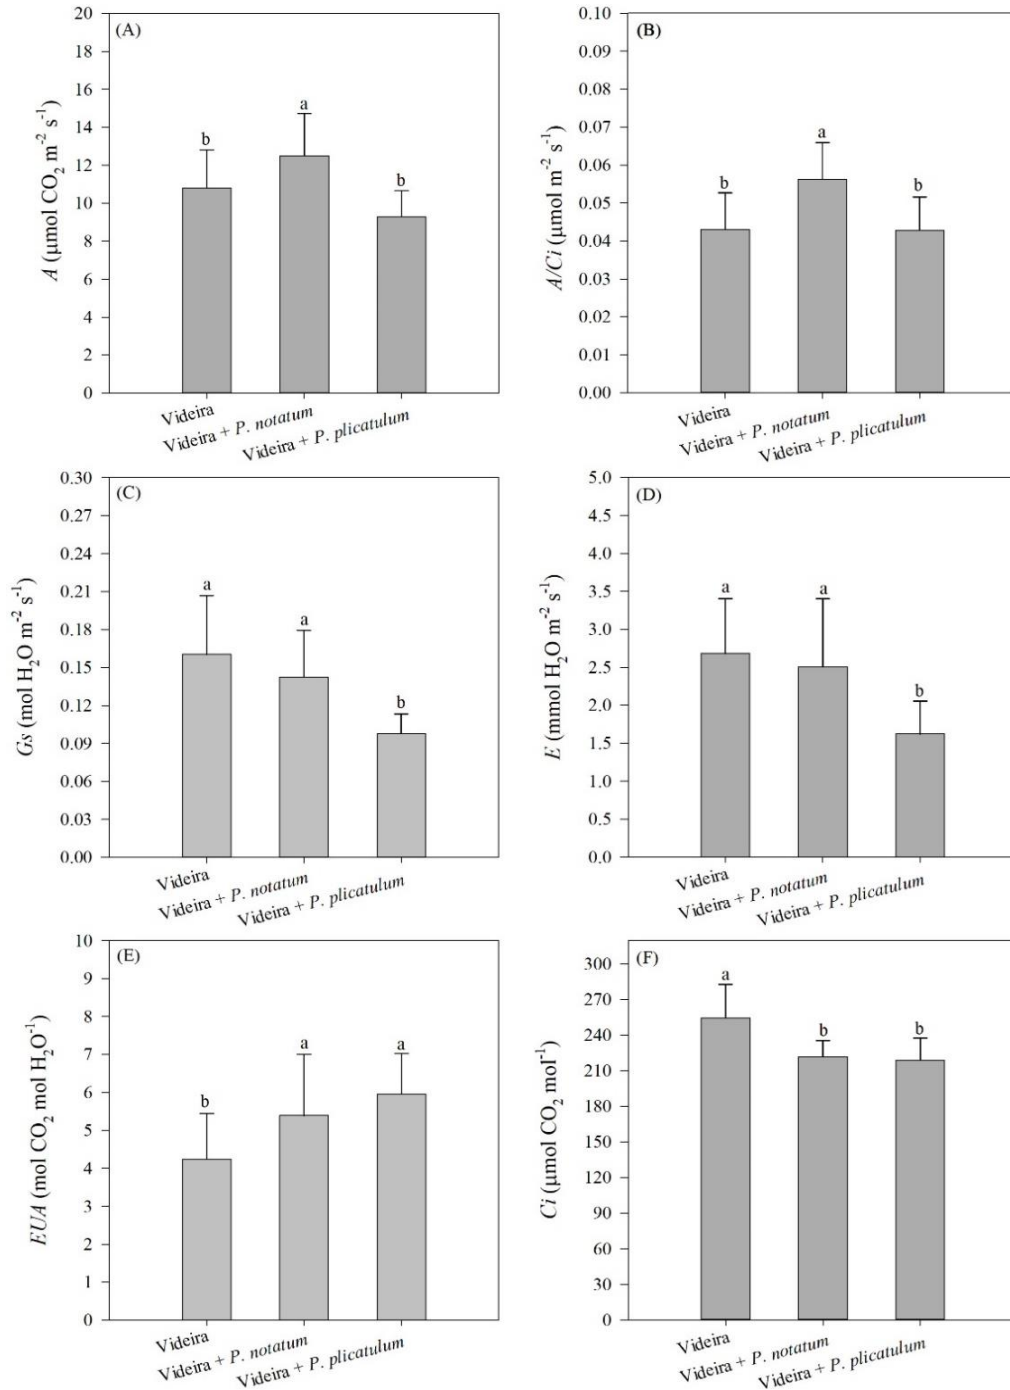 (A)
A (μmol CO₂ m⁻² s⁻¹)
20
18
16
14
12
10
8
6
4
2
0
b
a
b
Videira
Videira + P. notatum
Videira + P. plicatulum
(B)
A/Ci (μmol m⁻² s⁻¹)
0.10
0.09
0.08
0.07
0.06
0.05
0.04
0.03
0.02
0.01
0.00
b
a
b
Videira
Videira + P. notatum
Videira + P. plicatulum
(C)
Gs (mol H₂O m⁻² s⁻¹)
0.30
0.27
0.24
0.21
0.18
0.15
0.12
0.09
0.06
0.03
0.00
a
a
b
Videira
Videira + P. notatum
Videira + P. plicatulum
(D)
E (mmol H₂O m⁻² s⁻¹)
5.0
4.5
4.0
3.5
3.0
2.5
2.0
1.5
1.0
0.5
0.0
a
a
b
Videira
Videira + P. notatum
Videira + P. plicatulum
(E)
EUA (mol CO₂ mol H₂O⁻¹)
10
9
8
7
6
5
4
3
2
1
0
b
a
a
Videira
Videira + P. notatum
Videira + P. plicatulum
(F)
Ci (μmol CO₂ mol⁻¹)
300
270
240
210
180
150
120
90
60
30
0
a
b
b
Videira
Videira + P. notatum
Videira + P. plicatulum